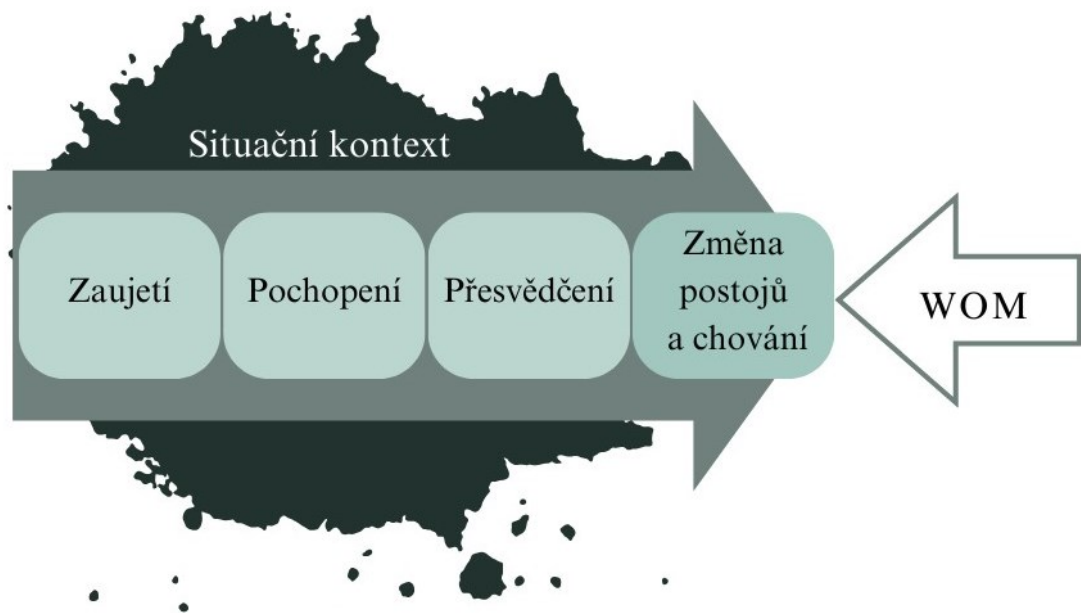 Situační kontext
Zaujetí
Pochopení
Přesvědčení
Změna
postojů
a chování
WOM